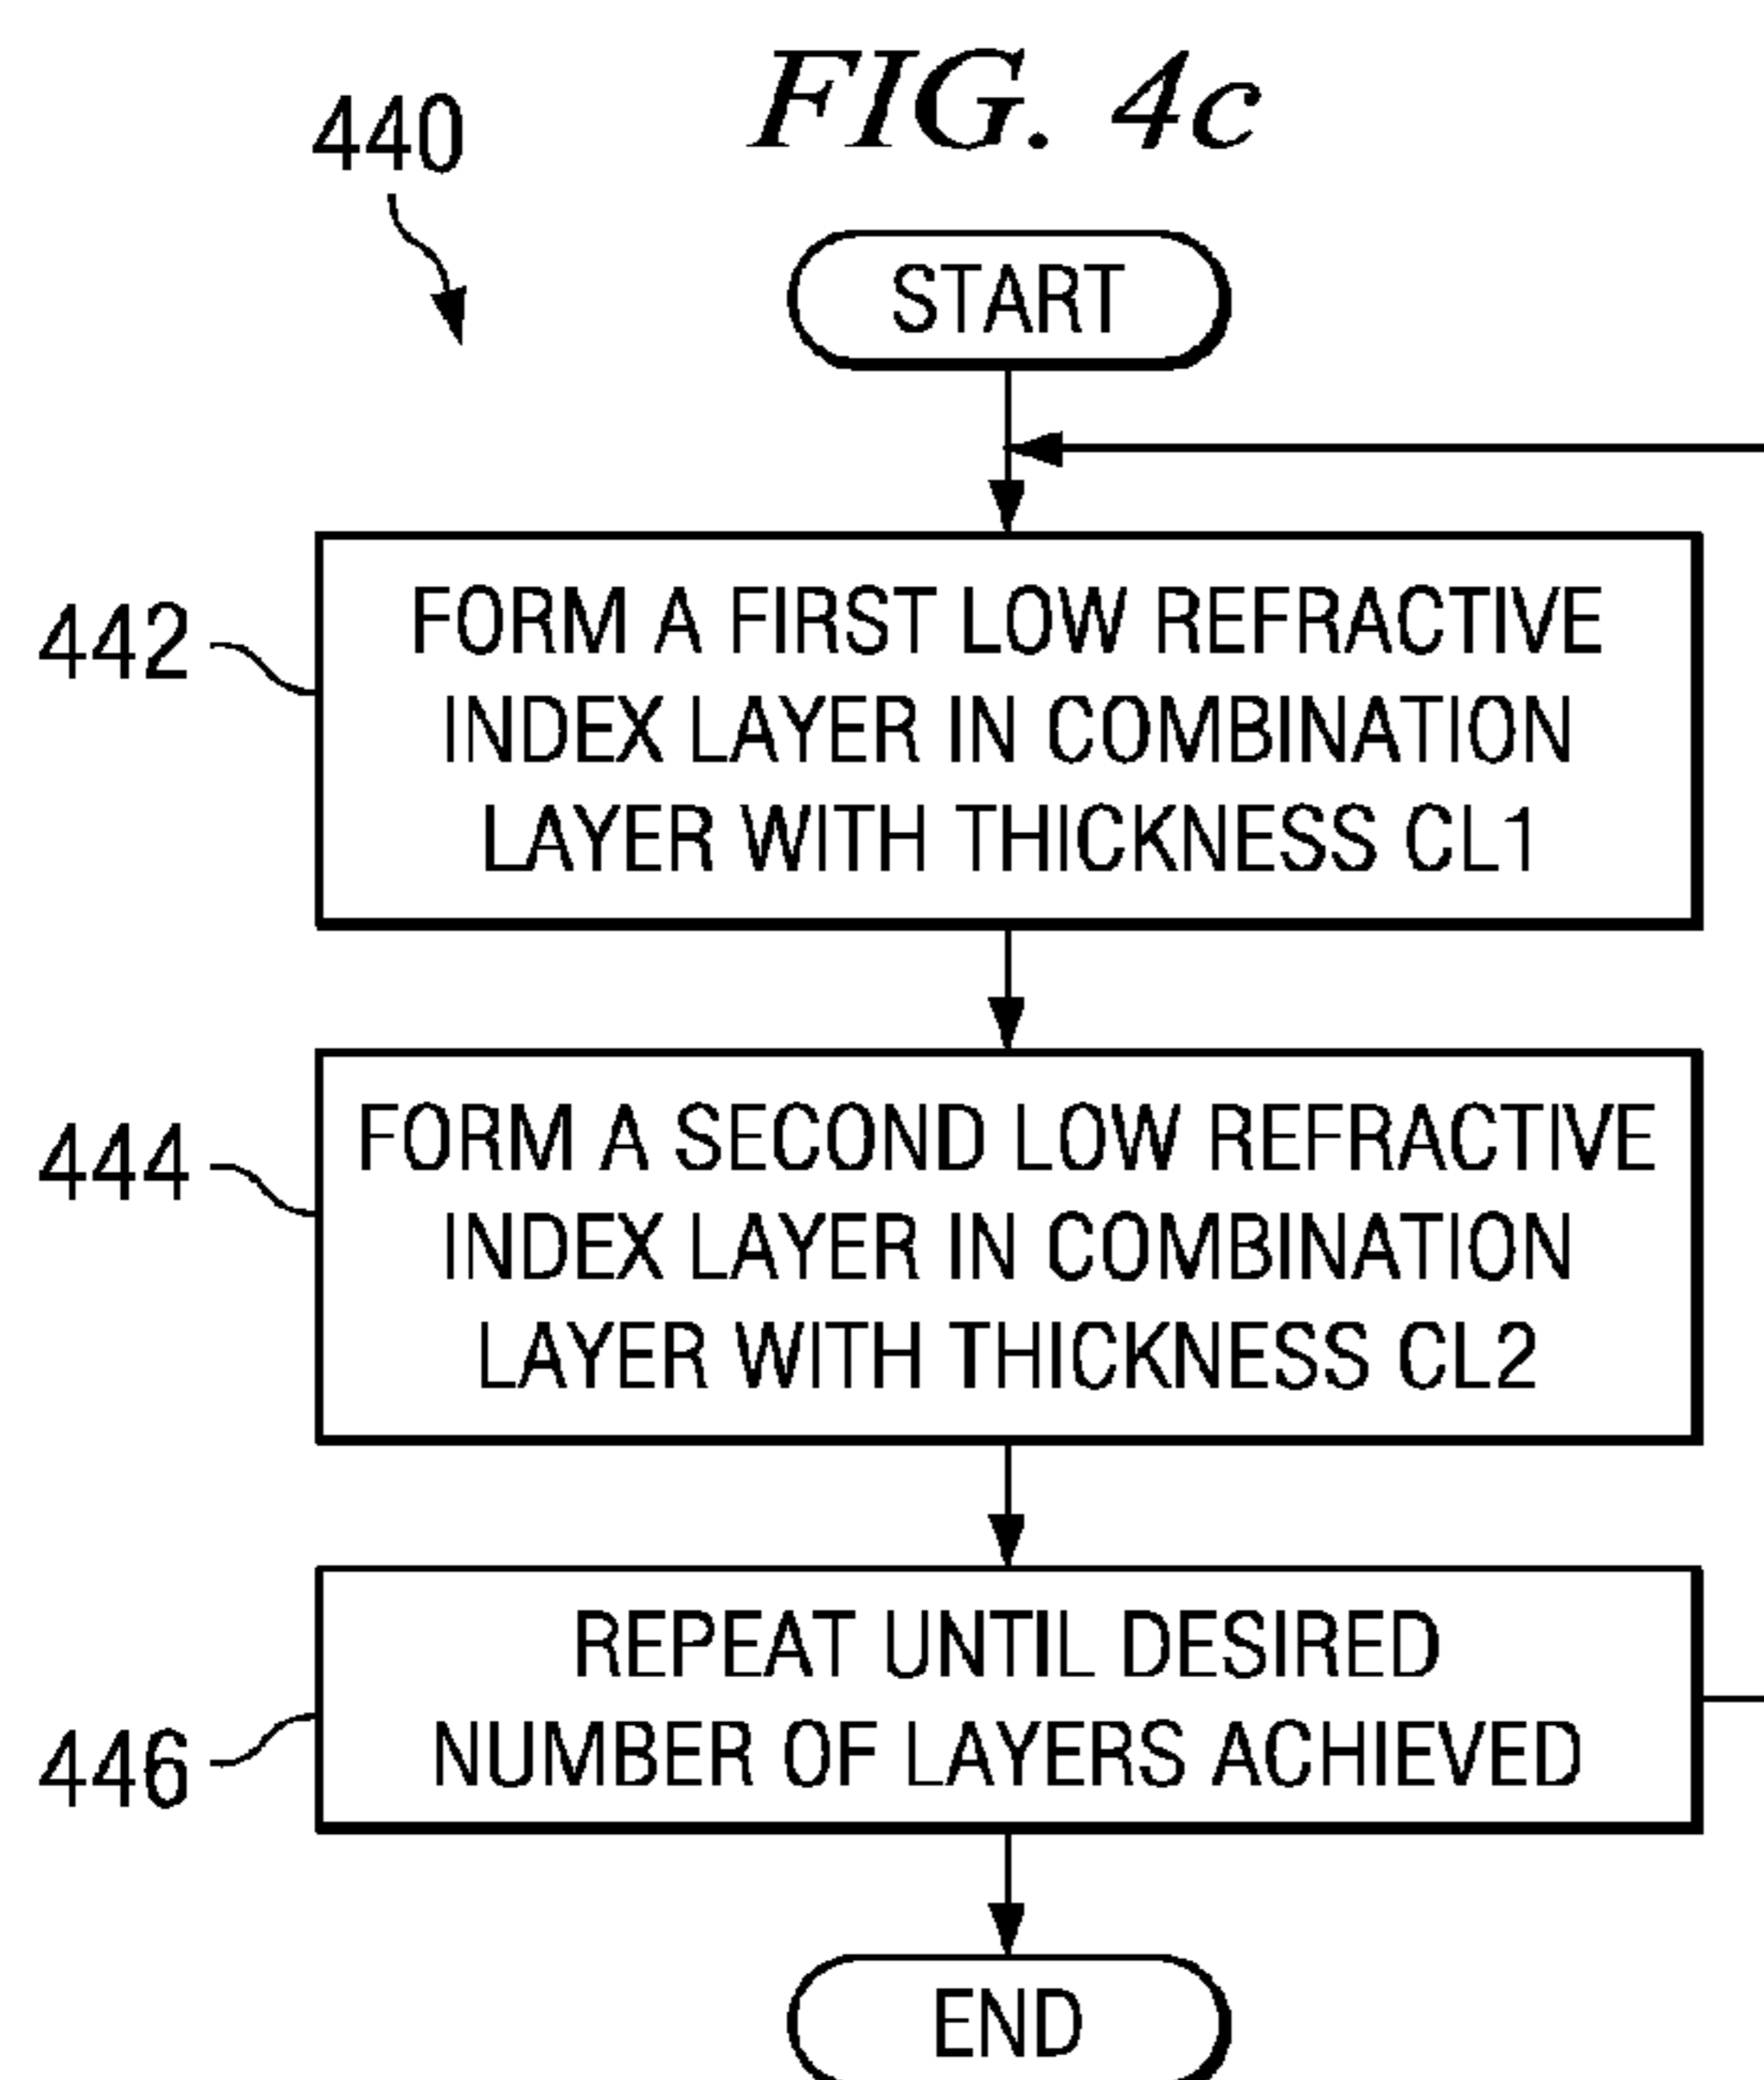 FIG. 4c
440
START
442
FORM A FIRST LOW REFRACTIVE
INDEX LAYER IN COMBINATION
LAYER WITH THICKNESS CL1
444
FORM A SECOND LOW REFRACTIVE
INDEX LAYER IN COMBINATION
LAYER WITH THICKNESS CL2
446
REPEAT UNTIL DESIRED
NUMBER OF LAYERS ACHIEVED
END